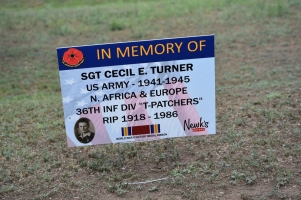 IN MEMORY OF
SGT CECIL E. TURNER
US ARMY - 1941-1945
N. AFRICA & EUROPE
36TH INF DIV "T-PATCHERS"
RIP 1918 - 1986
Newk's